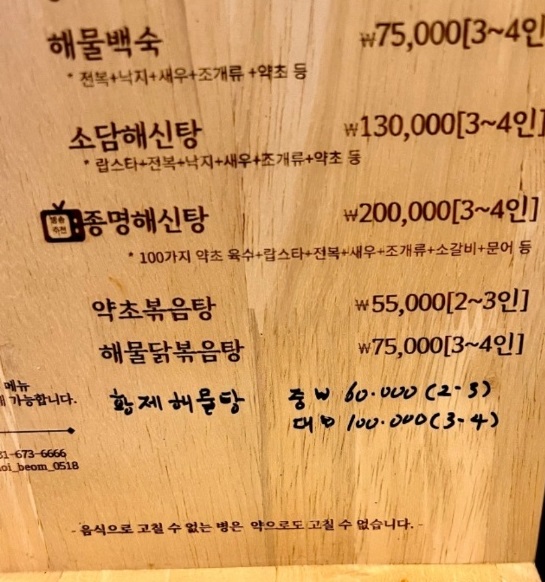 해물백숙 ₩75,000[3~4인
* 전복+낙지+새우+조개류 +약초 등
소담해신탕 ₩130,000[3~4인]
* 랍스타+전복+낙지+새우+조개류+약초 등
방송 종명해신탕 ₩200,000[3~4인]
* 100가지 약초 육수+랍스타+전복+새우+조개류+소갈비+문어 등
약초볶음탕 ₩55,000[2~3인]
해물닭볶음탕 ₩75,000[3~4인]
메뉴
가능합니다.
황제해물탕 중 ₩ 60.000 (2-3)
대 ₩ 100.000 (3-4)
31-673-6666
oi_beom_0518
- 음식으로 고칠 수 없는 병은 약으로도 고칠 수 없습니다. -